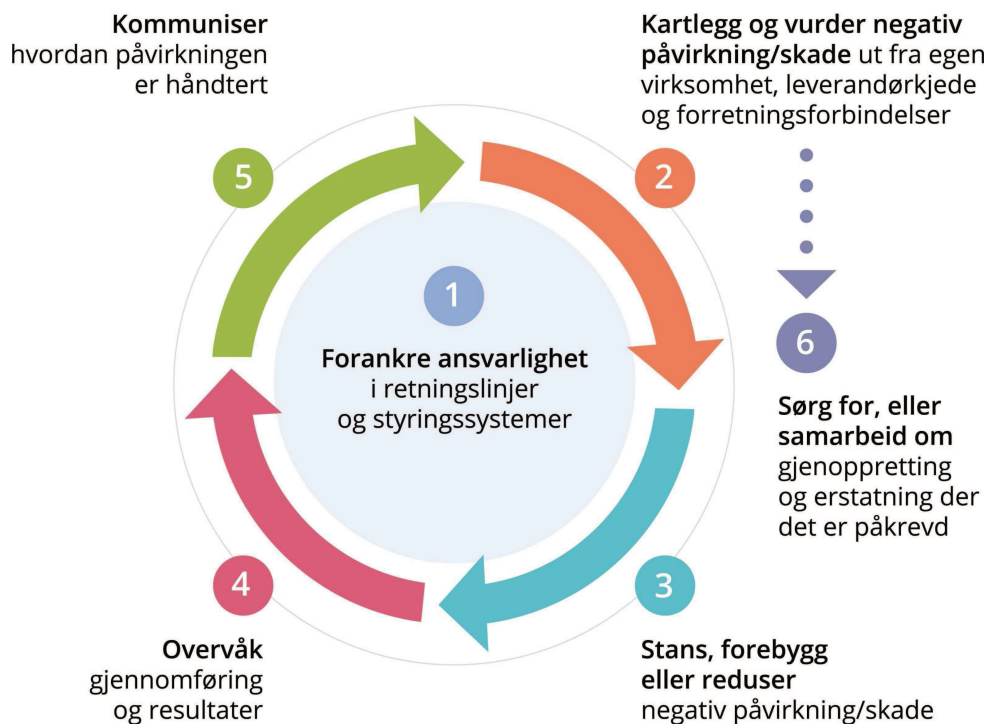 Kommuniser
hvordan påvirkningen
er håndtert
5
Kartlegg og vurder negativ
påvirkning/skade ut fra egen
virksomhet, leverandørkjede
og forretningsforbindelser
2
1
Forankre ansvarlighet
i retningslinjer
og styringssystemer
6
Sørg for, eller
samarbeid om
gjenoppretting
og erstatning der
det er påkrevd
4
Overvåk
gjennomføring
og resultater
3
Stans, forebygg
eller reduser
negativ påvirkning/skade